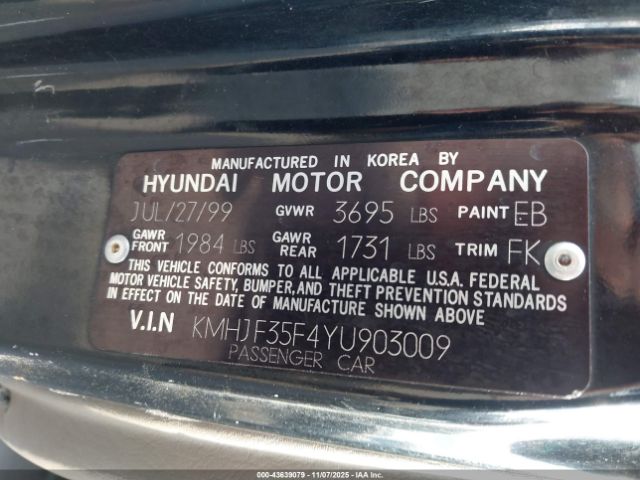 MANUFACTURED IN KOREA BY
HYUNDAI MOTOR COMPANY
JUL/27/99 GVWR 3695 LBS PAINT EB
GAWR FRONT 1984 LBS GAWR REAR 1731 LBS TRIM FK
THIS VEHICLE CONFORMS TO ALL APPLICABLE U.S.A. FEDERAL
MOTOR VEHICLE SAFETY, BUMPER, AND THEFT PREVENTION STANDARDS
IN EFFECT ON THE DATE OF MANUFACTURE SHOWN ABOVE
V.I.N KMHJF35F4YU903009
PASSENGER CAR
000-43639079 11/07/2025 - IAAI.COM